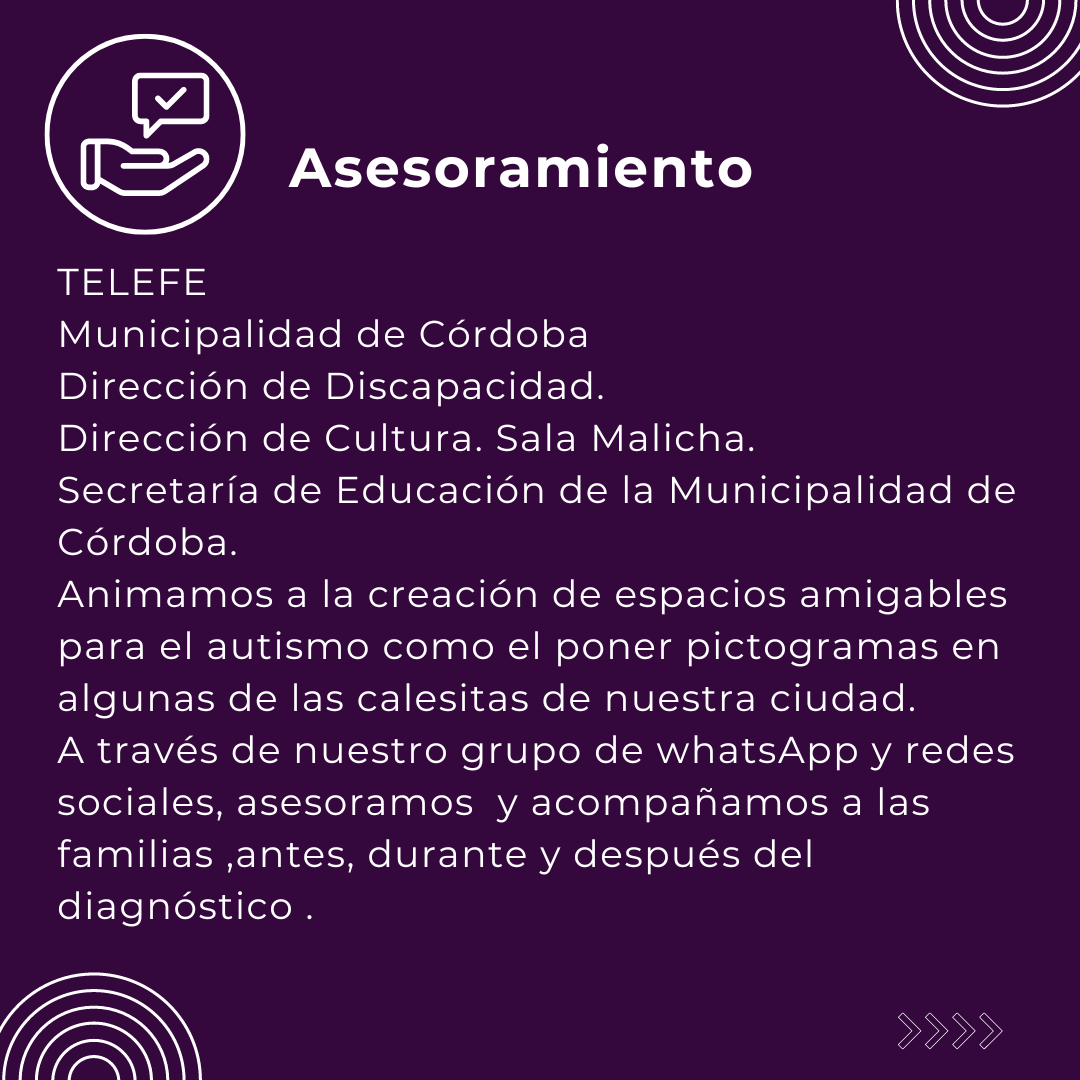 Asesoramiento
TELEFE
Municipalidad de Córdoba
Dirección de Discapacidad.
Dirección de Cultura. Sala Malicha.
Secretaría de Educación de la Municipalidad de
Córdoba.
Animamos a la creación de espacios amigables
para el autismo como el poner pictogramas en
algunas de las calesitas de nuestra ciudad.
A través de nuestro grupo de whatsApp y redes
sociales, asesoramos  y acompañamos a las
familias ,antes, durante y después del
diagnóstico .